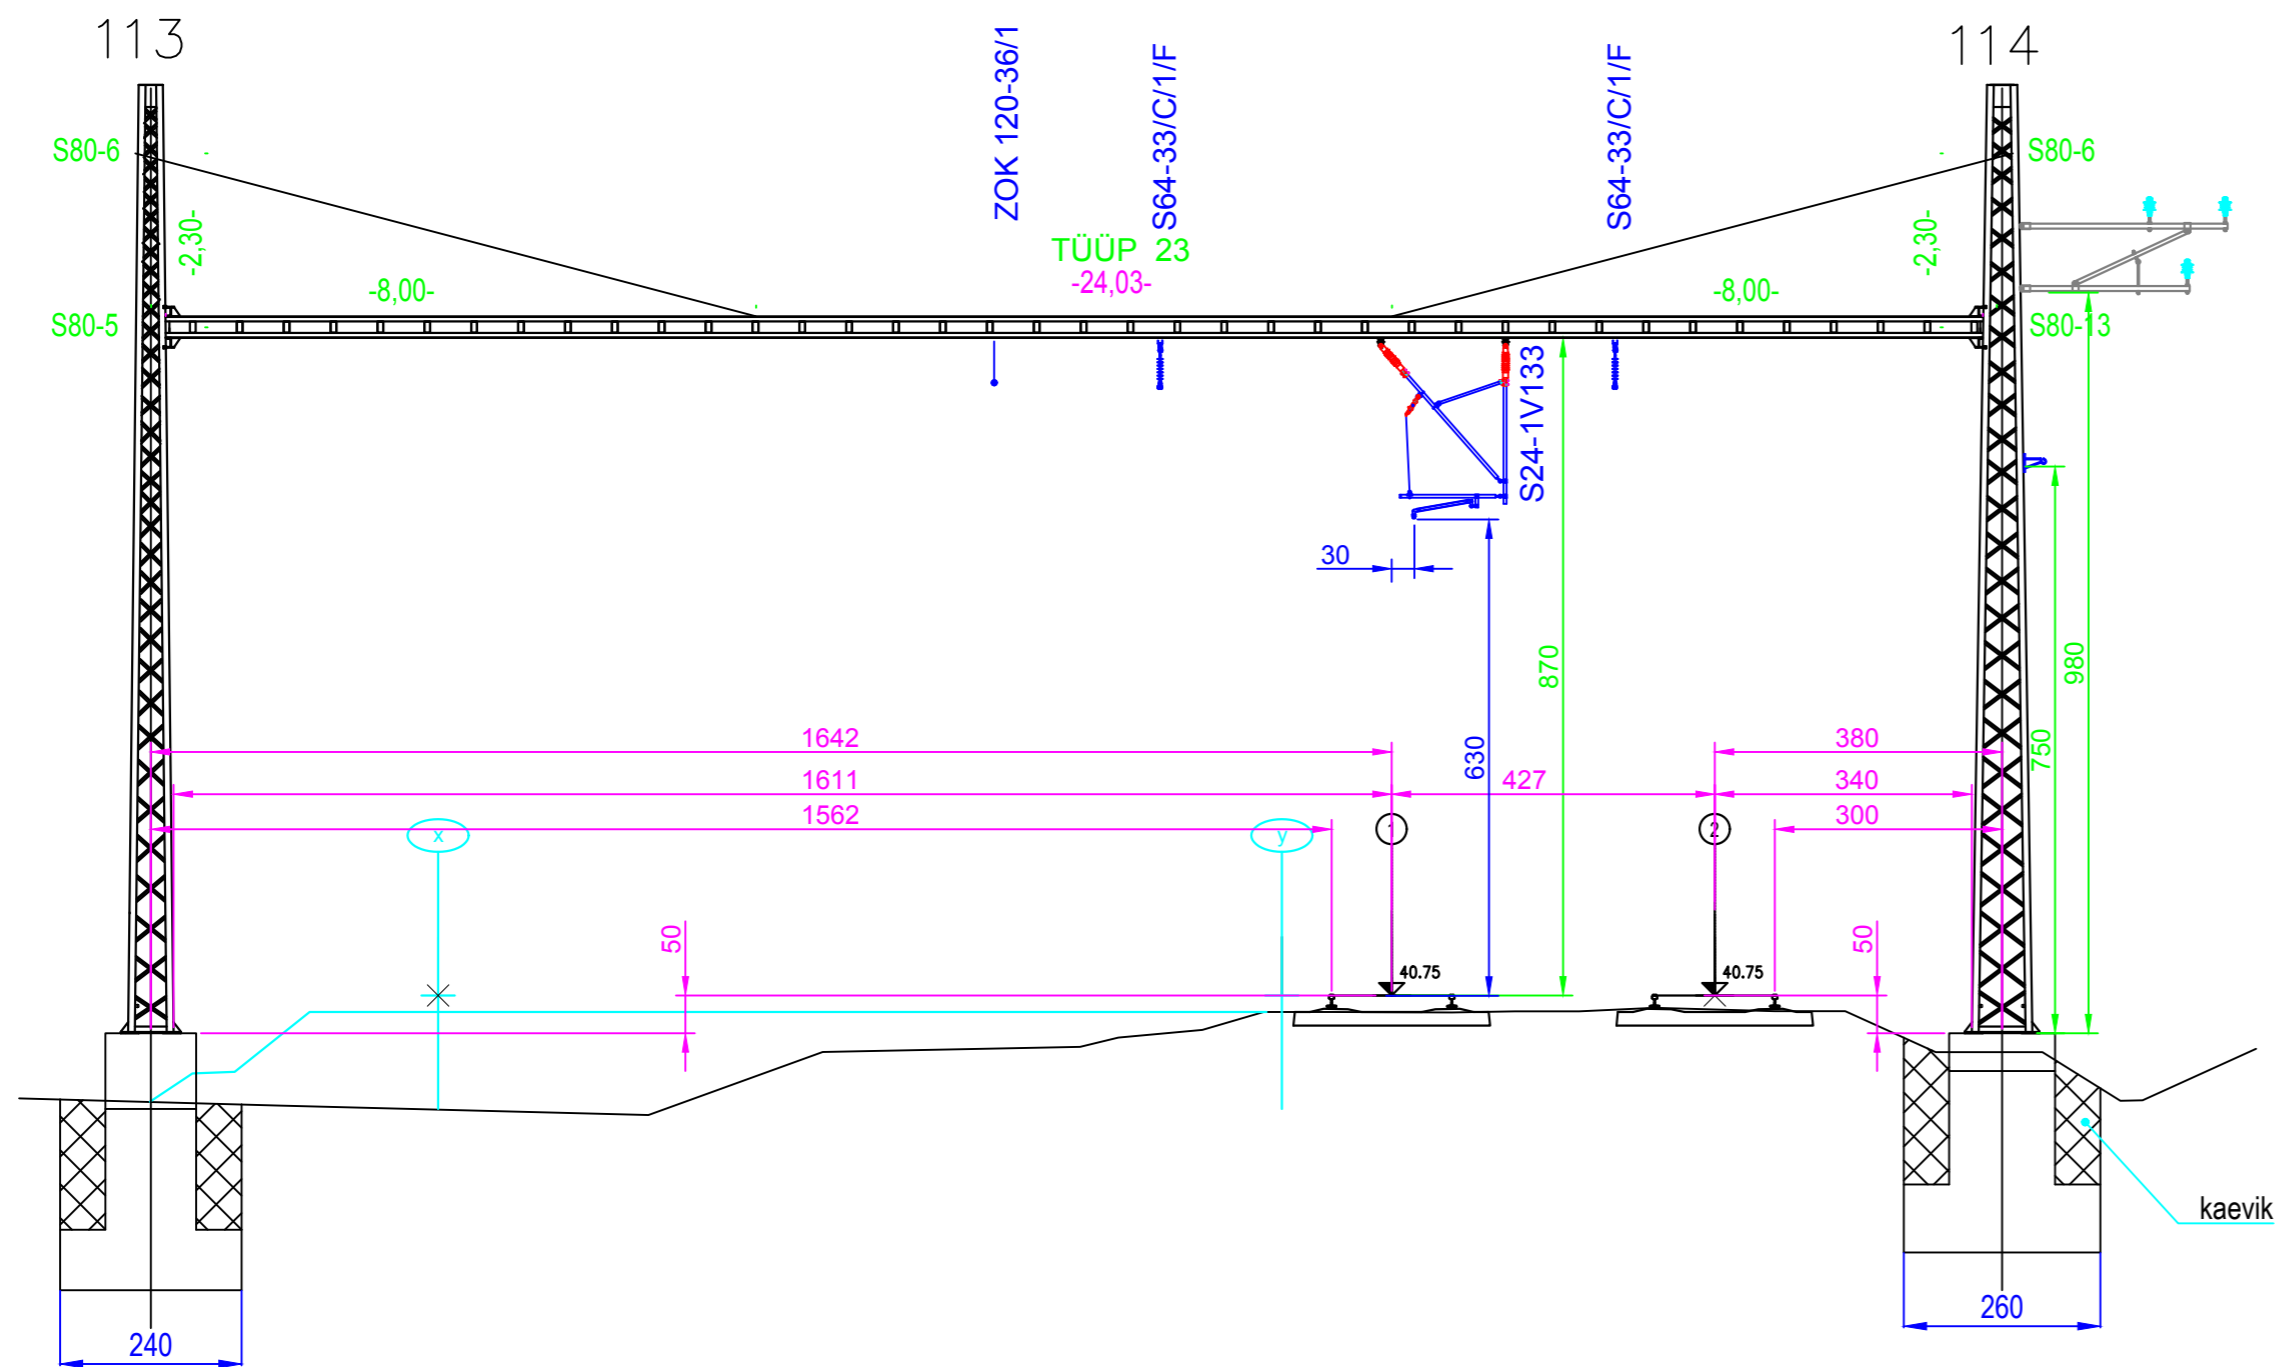 113
114
ZOK 120-36/1
S64-33/C/1/F
S64-33/C/1/F
S80-6
S80-6
-2,30-
-2,30-
TÜÜP 23
-24,03-
-8,00-
-8,00-
S80-5
S80-13
S24-1V133
30
870
980
750
630
1642
380
1611
427
340
1562
300
x
y
1
2
50
50
40.75
40.75
kaevik
240
260